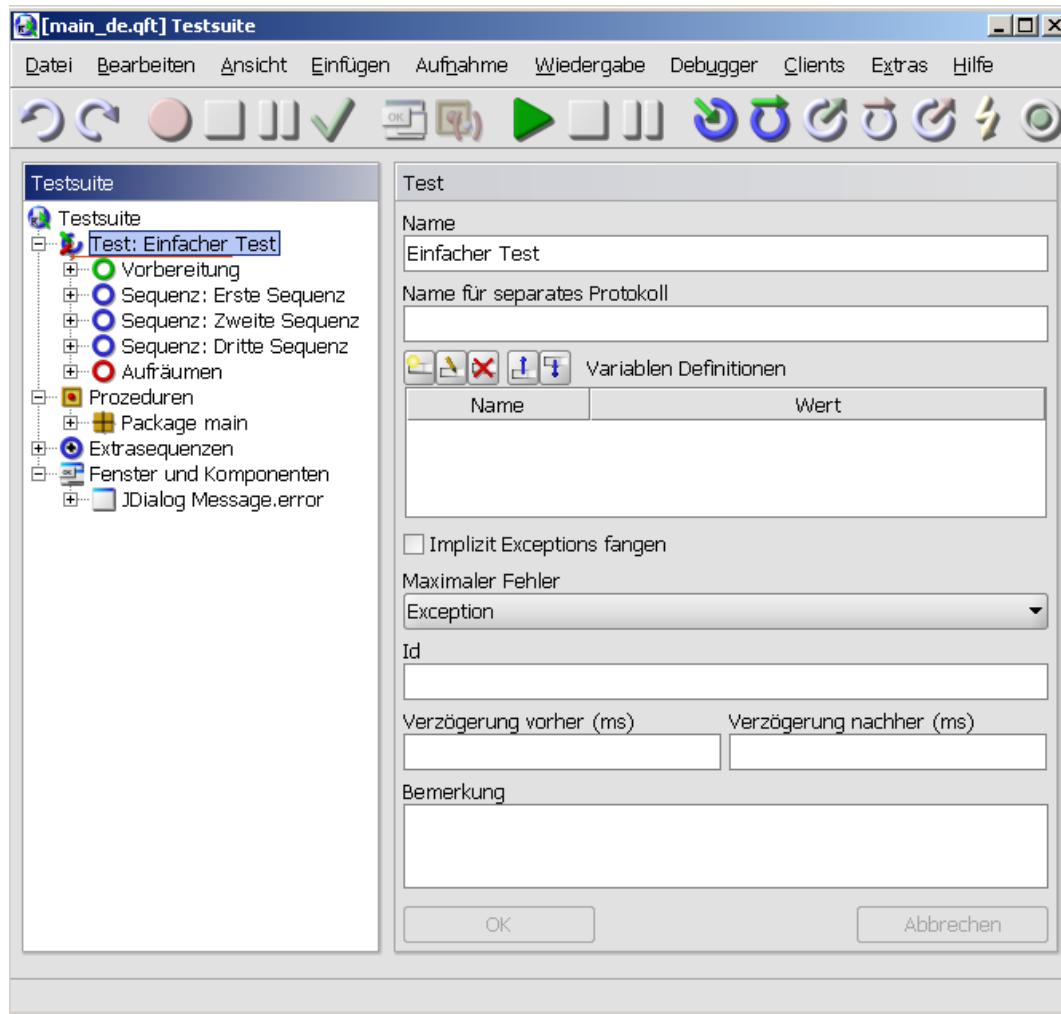 [main_de.qft] Testsuite
Datei Bearbeiten Ansicht Einfügen Aufnahme Wiedergabe Debugger Clients Extras Hilfe
OK
Testsuite
Testsuite
Test: Einfacher Test
Vorbereitung
Sequenz: Erste Sequenz
Sequenz: Zweite Sequenz
Sequenz: Dritte Sequenz
Aufräumen
Prozeduren
Package main
Extrasequenzen
Fenster und Komponenten
JDialog Message.error
Test
Name
Einfacher Test
Name für separates Protokoll
Variablen Definitionen
Name Wert
Implizit Exceptions fangen
Maximaler Fehler
Exception
Id
Verzögerung vorher (ms) Verzögerung nachher (ms)
Bemerkung
OK Abbrechen